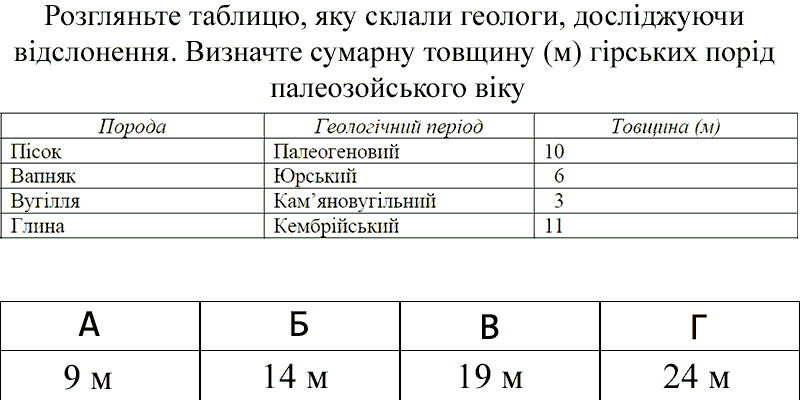 Розгляньте таблицю, яку склали геологи, досліджуючи
відслонення. Визначте сумарну товщину (м) гірських порід
палеозойського віку
Порода Геологічний період Товщина (м)
Пісок Палеогеновий 10
Вапняк Юрський 6
Вугілля Кам’яновугільний 3
Глина Кембрійський 11
А Б В Г
9 м 14 м 19 м 24 м